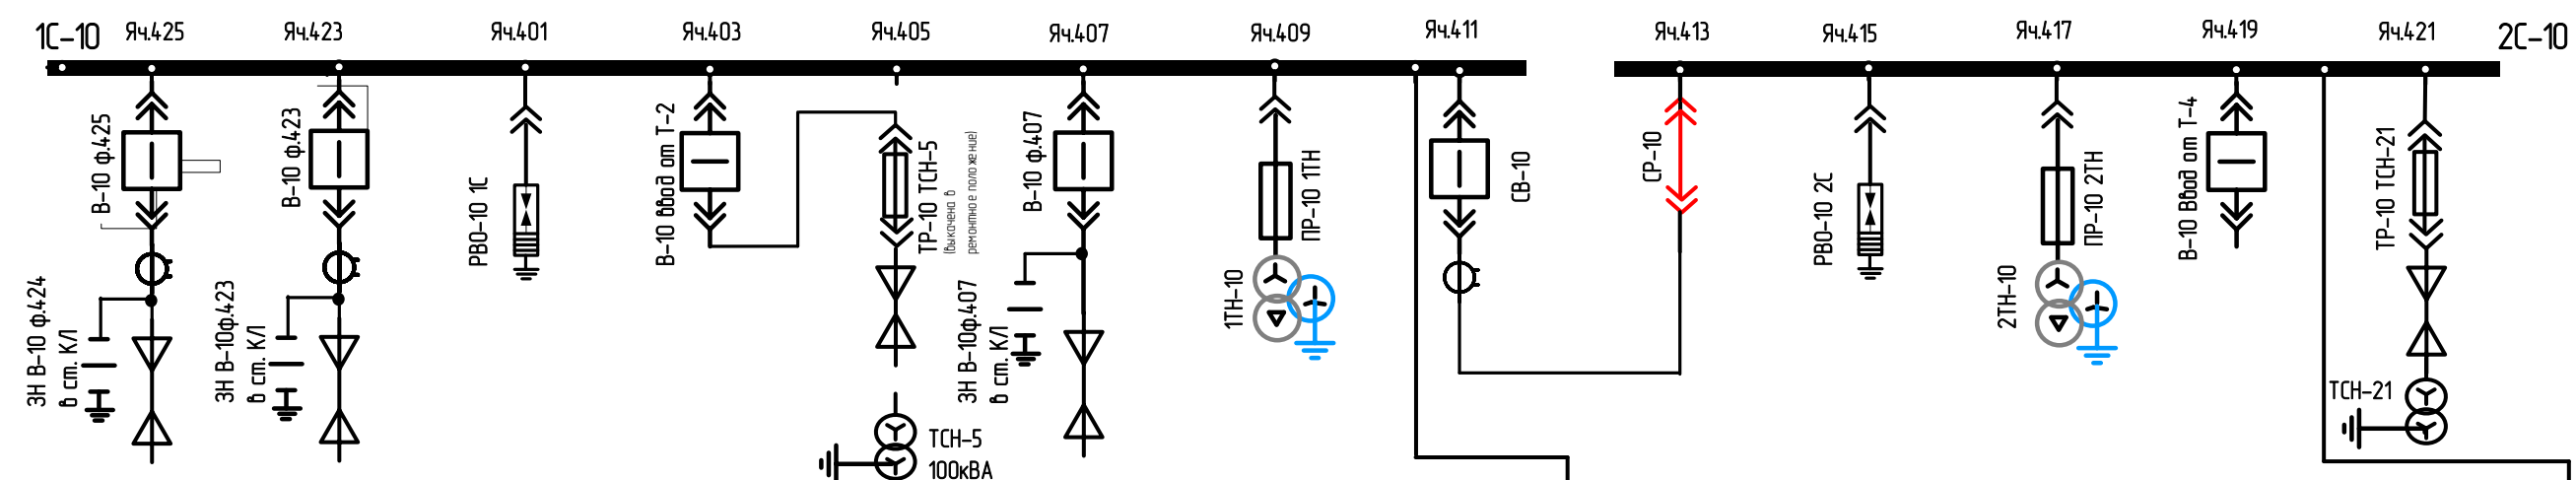 1С-10
Яч.425
Яч.423
Яч.401
Яч.403
Яч.405
Яч.407
Яч.409
Яч.411
Яч.413
Яч.415
Яч.417
Яч.419
Яч.421
2С-10
В-10 ф.425
ЗН В-10 ф.424
в ст. КЛ
В-10 ф.423
ЗН В-10ф.423
в ст. КЛ
РВО-10 1С
В-10 ввод от Т-2
ТР-10 ТСН-5
(выкачена в
ремонтное положение)
ТСН-5
100кВА
В-10 ф.407
ЗН В-10ф.407
в ст. КЛ
ПР-10 1ТН
1ТН-10
СВ-10
СР-10
РВО-10 2С
ПР-10 2ТН
2ТН-10
В-10 Ввод от Т-4
ТР-10 ТСН-21
ТСН-21